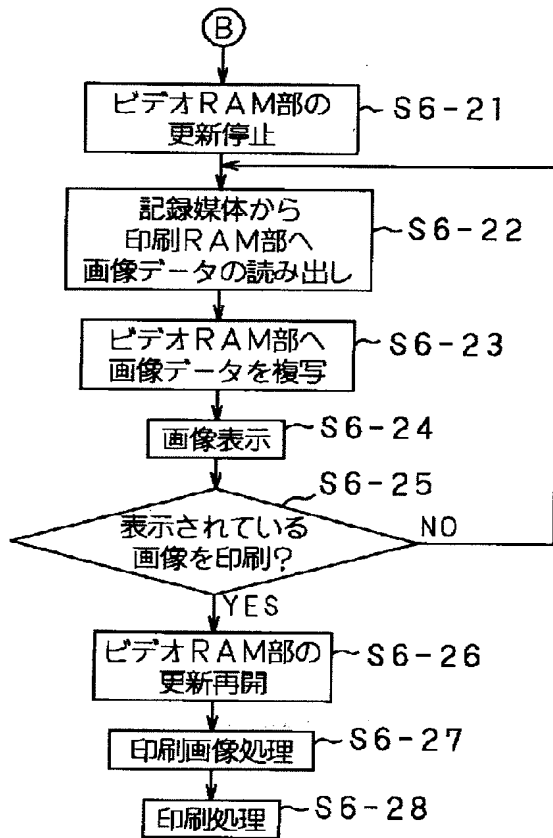 B
ビデオRAM部の
更新停止
S6-21
記録媒体から
印刷RAM部へ
画像データの読み出し
S6-22
ビデオRAM部へ
画像データを複写
S6-23
画像表示
S6-24
S6-25
表示されている
画像を印刷?
NO
YES
ビデオRAM部の
更新再開
S6-26
印刷画像処理
S6-27
印刷処理
S6-28